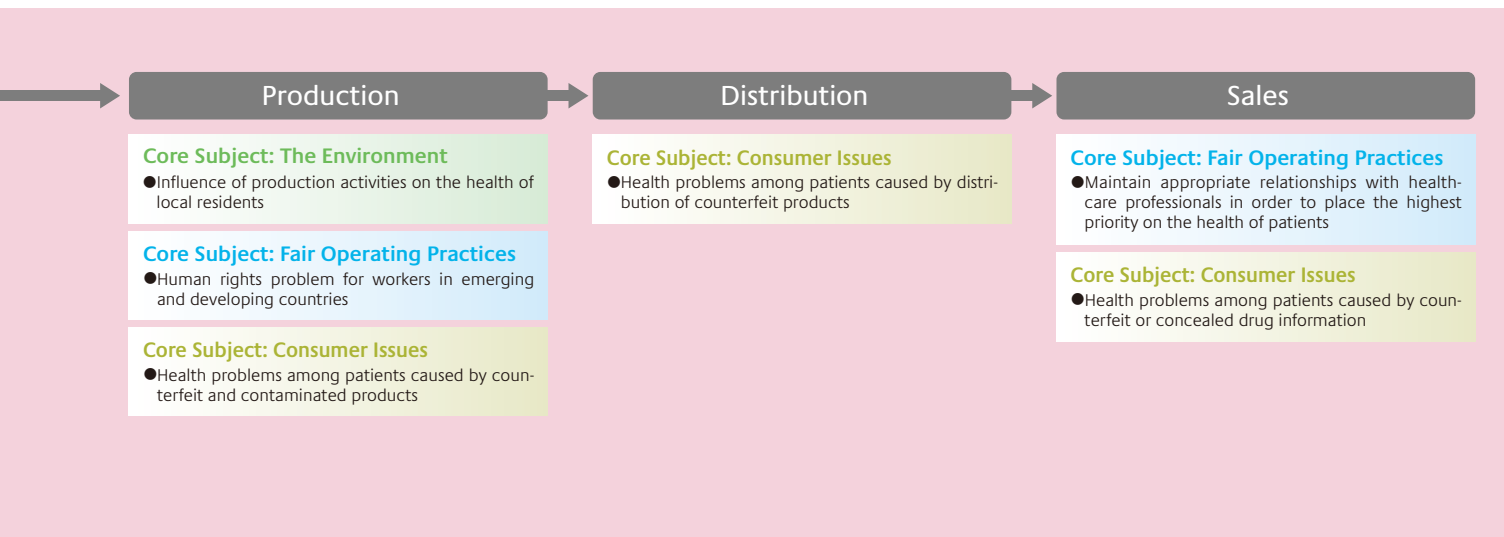 Production
Core Subject: The Environment
●Influence of production activities on the health of
local residents
Core Subject: Fair Operating Practices
●Human rights problem for workers in emerging
and developing countries
Core Subject: Consumer Issues
●Health problems among patients caused by coun-
terfeit and contaminated products
Distribution
Core Subject: Consumer Issues
●Health problems among patients caused by distri-
bution of counterfeit products
Sales
Core Subject: Fair Operating Practices
●Maintain appropriate relationships with health-
care professionals in order to place the highest
priority on the health of patients
Core Subject: Consumer Issues
●Health problems among patients caused by coun-
terfeit or concealed drug information